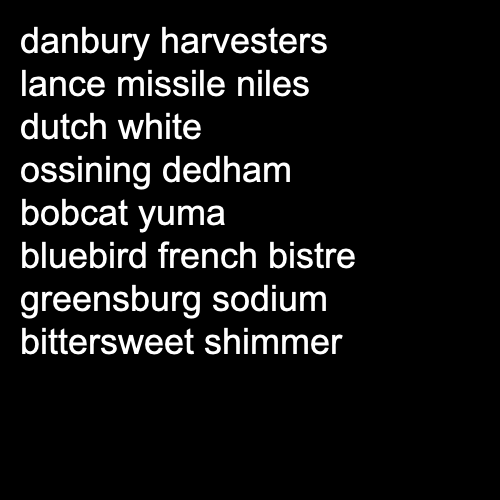 danbury harvesters
lance missile niles
dutch white
ossining dedham
bobcat yuma
bluebird french bistre
greensburg sodium
bittersweet shimmer